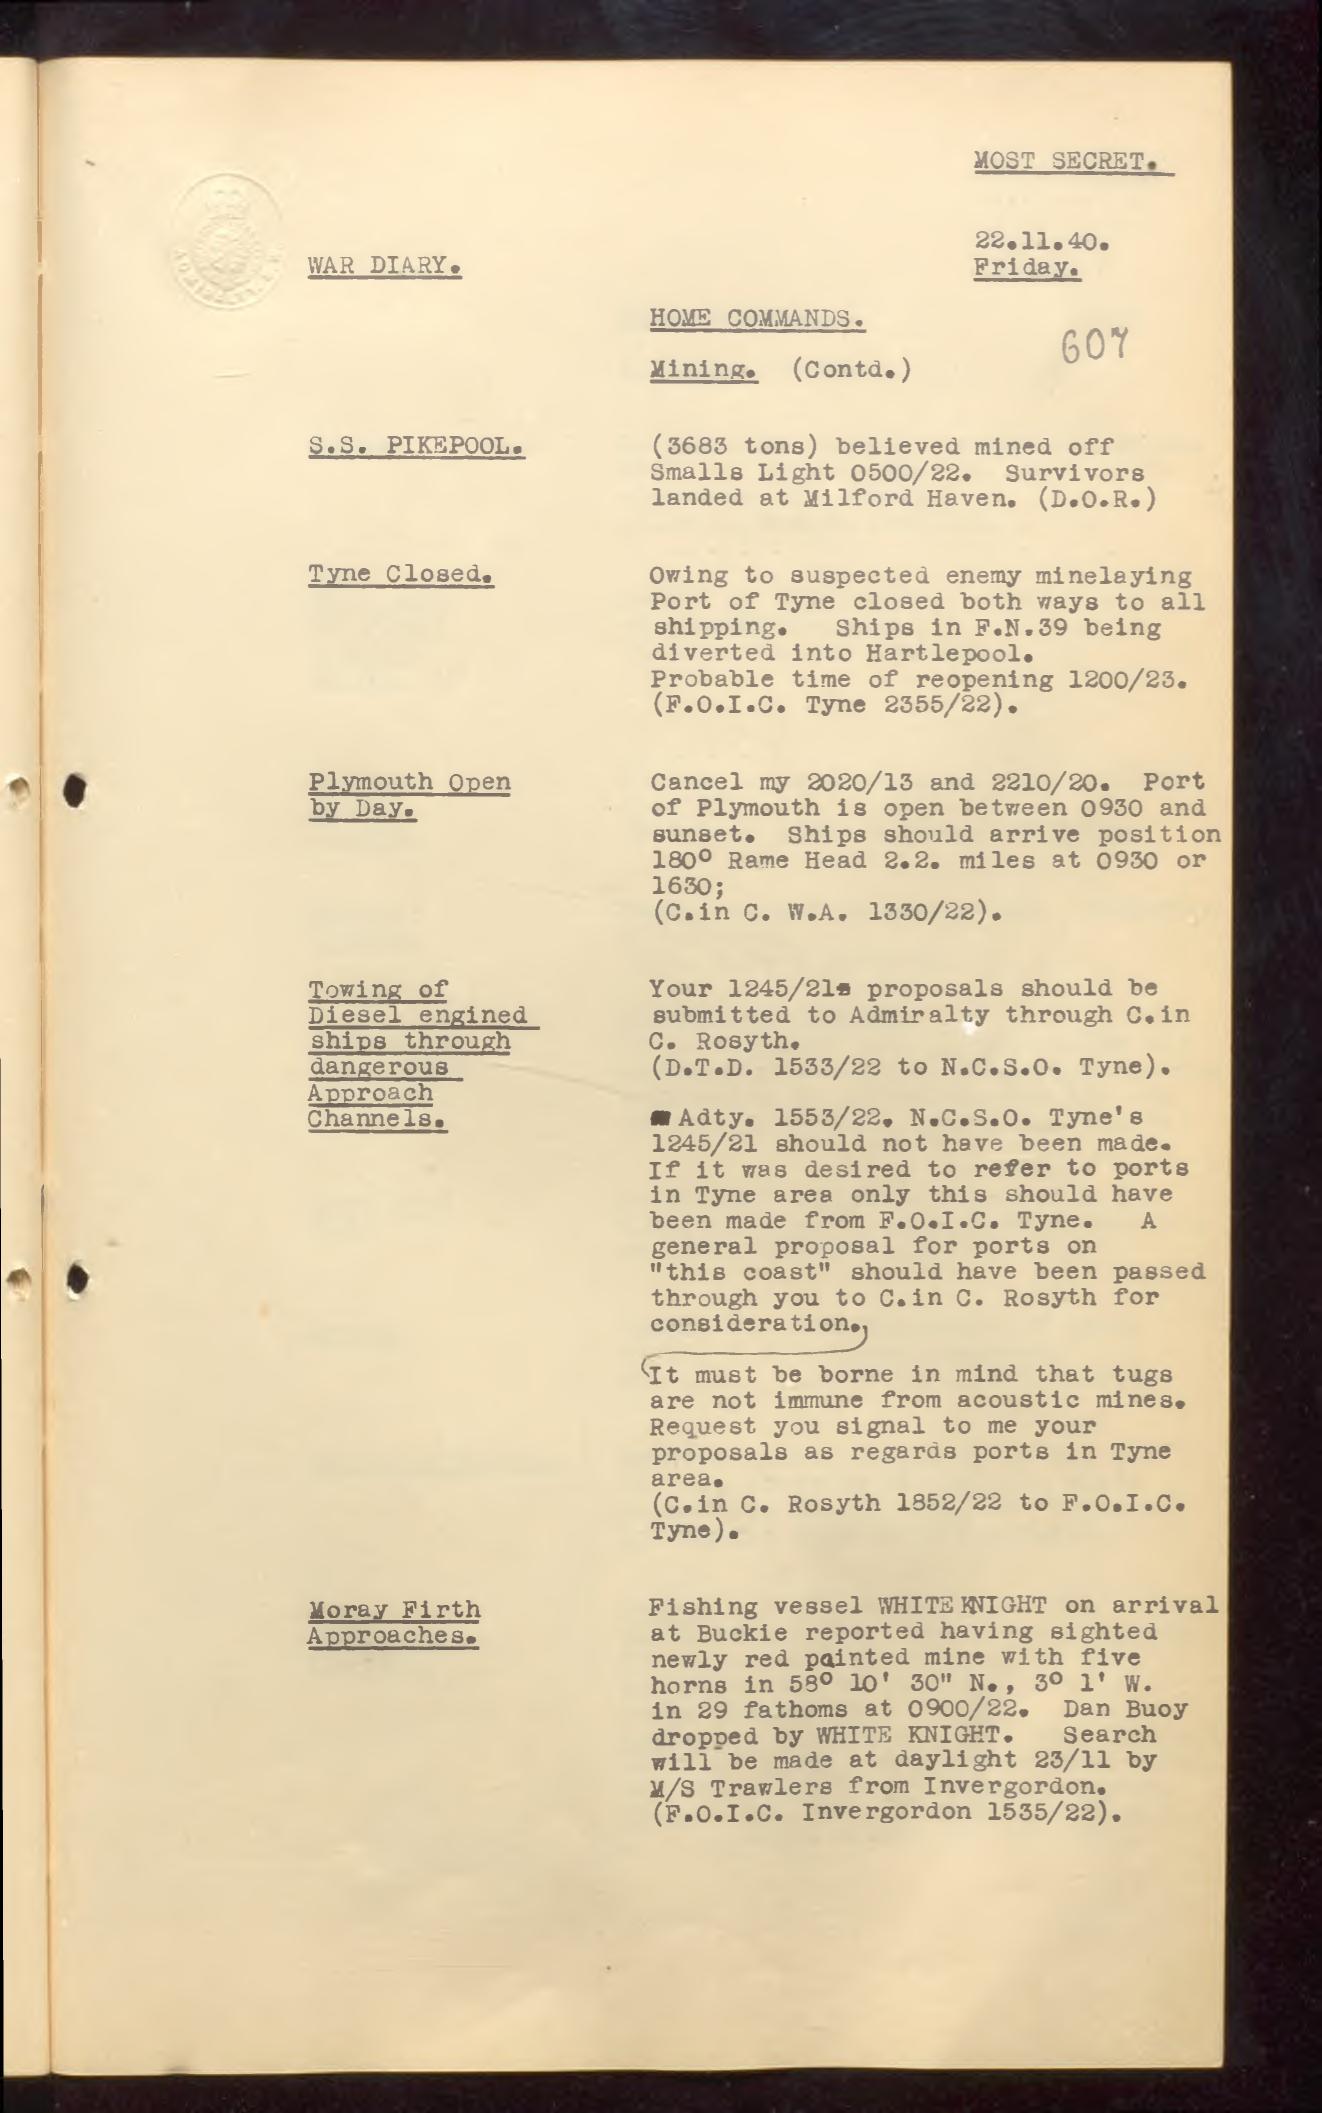 MOST SECRET.
22.11.40.
Friday.
WAR DIARY.
HOME COMMANDS.
607
Mining. (Contd.)
S.S. PIKEPOOL.
(3683 tons) believed mined off
Smalls Light 0500/22. Survivors
landed at Milford Haven. (D.O.R.)
Tyne Closed.
Owing to suspected enemy minelaying
Port of Tyne closed both ways to all
shipping. Ships in F.N.39 being
diverted into Hartlepool.
Probable time of reopening 1200/23.
(F.O.I.C. Tyne 2355/22).
Plymouth Open
by Day.
Cancel my 2020/13 and 2210/20. Port
of Plymouth is open between 0930 and
sunset. Ships should arrive position
180° Rame Head 2.2. miles at 0930 or
1630;
(C.in C. W.A. 1330/22).
Towing of
Diesel engined
ships through
dangerous
Approach
Channels.
Your 1245/21 proposals should be
submitted to Admiralty through C.in
C. Rosyth.
(D.T.D. 1533/22 to N.C.S.O. Tyne).
Adty. 1553/22. N.C.S.O. Tyne's
1245/21 should not have been made.
If it was desired to refer to ports
in Tyne area only this should have
been made from F.O.I.C. Tyne. A
general proposal for ports on
"this coast" should have been passed
through you to C.in C. Rosyth for
consideration.
It must be borne in mind that tugs
are not immune from acoustic mines.
Request you signal to me your
proposals as regards ports in Tyne
area.
(C.in C. Rosyth 1852/22 to F.O.I.C.
Tyne).
Moray Firth
Approaches.
Fishing vessel WHITE KNIGHT on arrival
at Buckie reported having sighted
newly red painted mine with five
horns in 58° 10' 30" N., 3° 1' W.
in 29 fathoms at 0900/22. Dan Buoy
dropped by WHITE KNIGHT. Search
will be made at daylight 23/11 by
M/S Trawlers from Invergordon.
(F.O.I.C. Invergordon 1535/22).